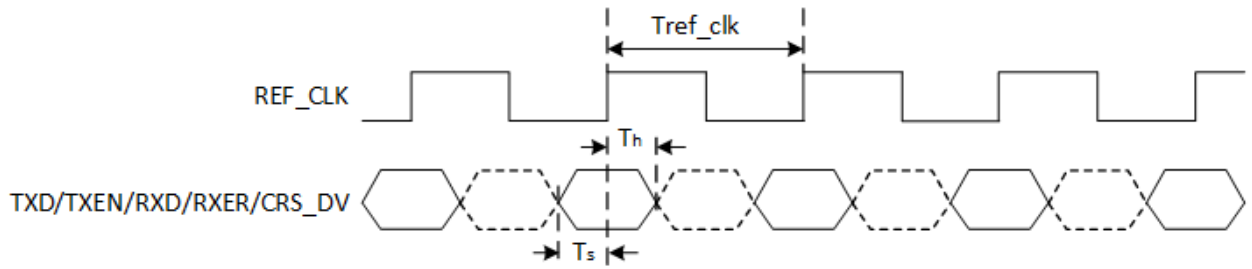 Tref_clk
REF_CLK
Th
TXD/TXEN/RXD/RXER/CRS_DV
Ts